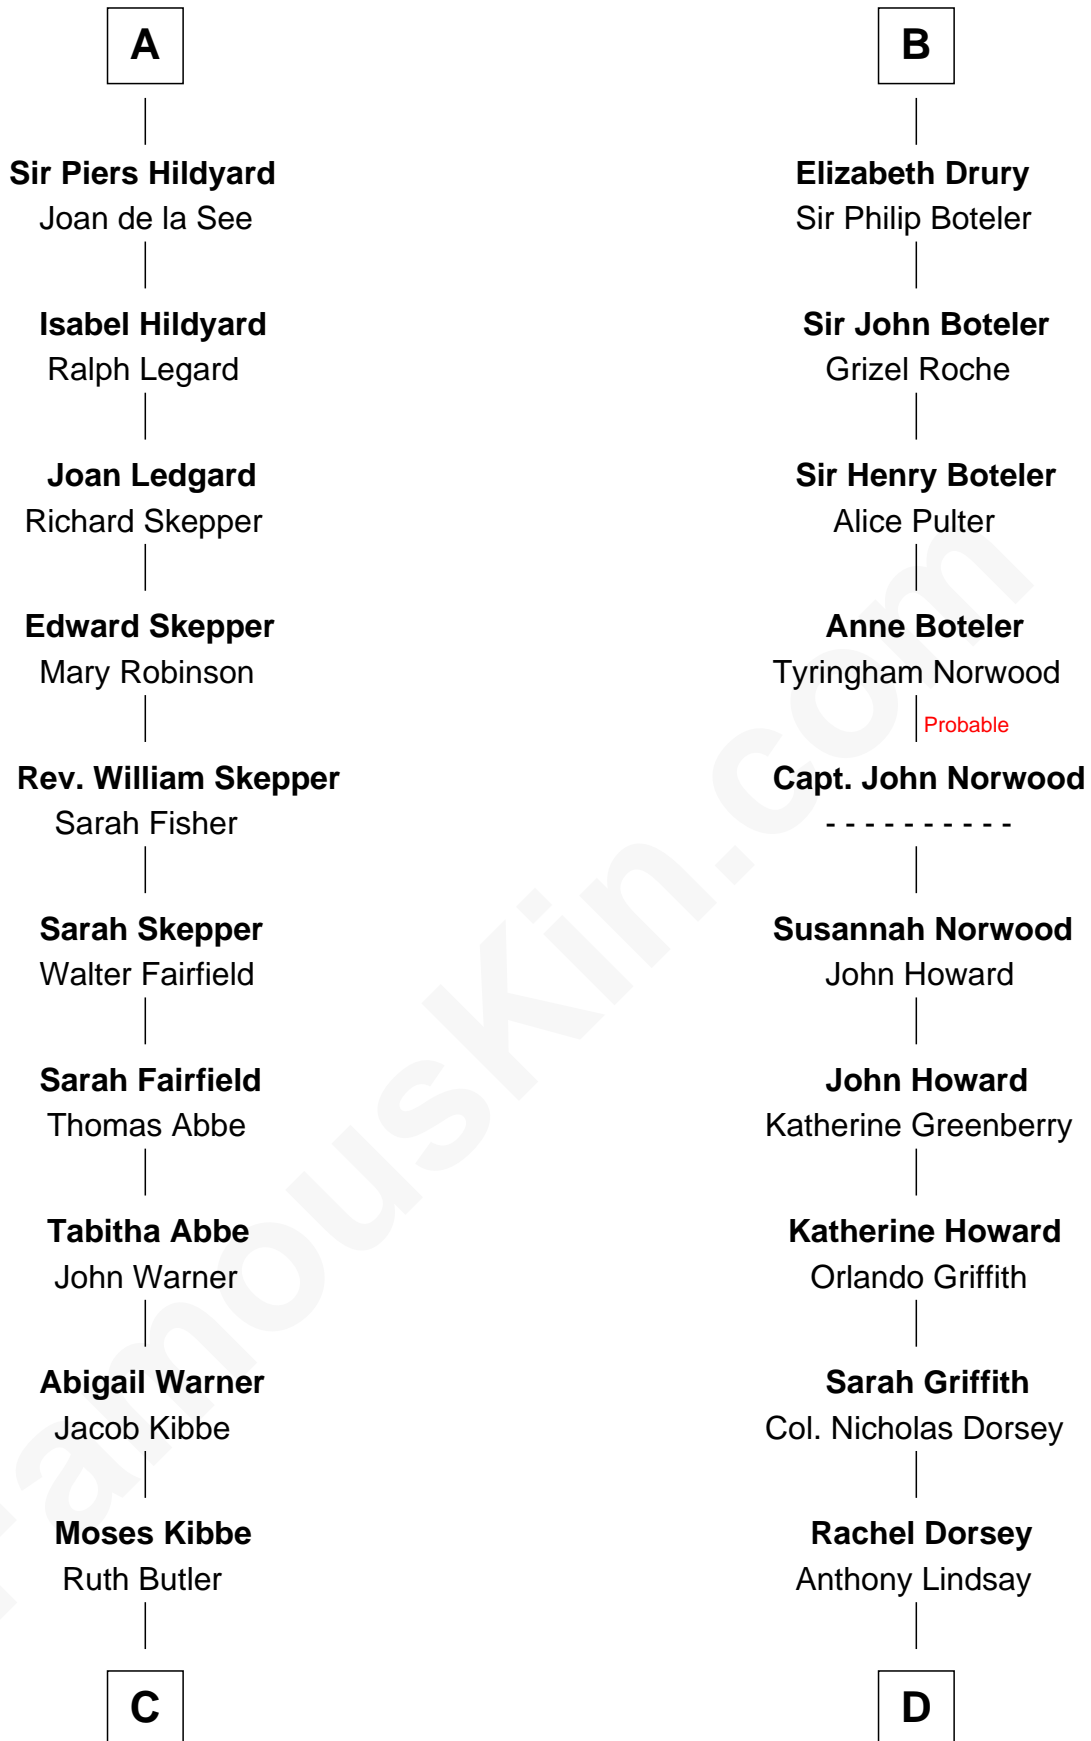 A
Sir Piers Hildyard
Joan de la See
Isabel Hildyard
Ralph Legard
Joan Ledgard
Richard Skepper
Edward Skepper
Mary Robinson
Rev. William Skepper
Sarah Fisher
Sarah Skepper
Walter Fairfield
Sarah Fairfield
Thomas Abbe
Tabitha Abbe
John Warner
Abigail Warner
Jacob Kibbe
Moses Kibbe
Ruth Butler
C
B
Elizabeth Drury
Sir Philip Boteler
Sir John Boteler
Grizel Roche
Sir Henry Boteler
Alice Pulter
Anne Boteler
Tyringham Norwood
Probable
Capt. John Norwood
- - - - - - - - - -
Susannah Norwood
John Howard
John Howard
Katherine Greenberry
Katherine Howard
Orlando Griffith
Sarah Griffith
Col. Nicholas Dorsey
Rachel Dorsey
Anthony Lindsay
D
FamousKin.com